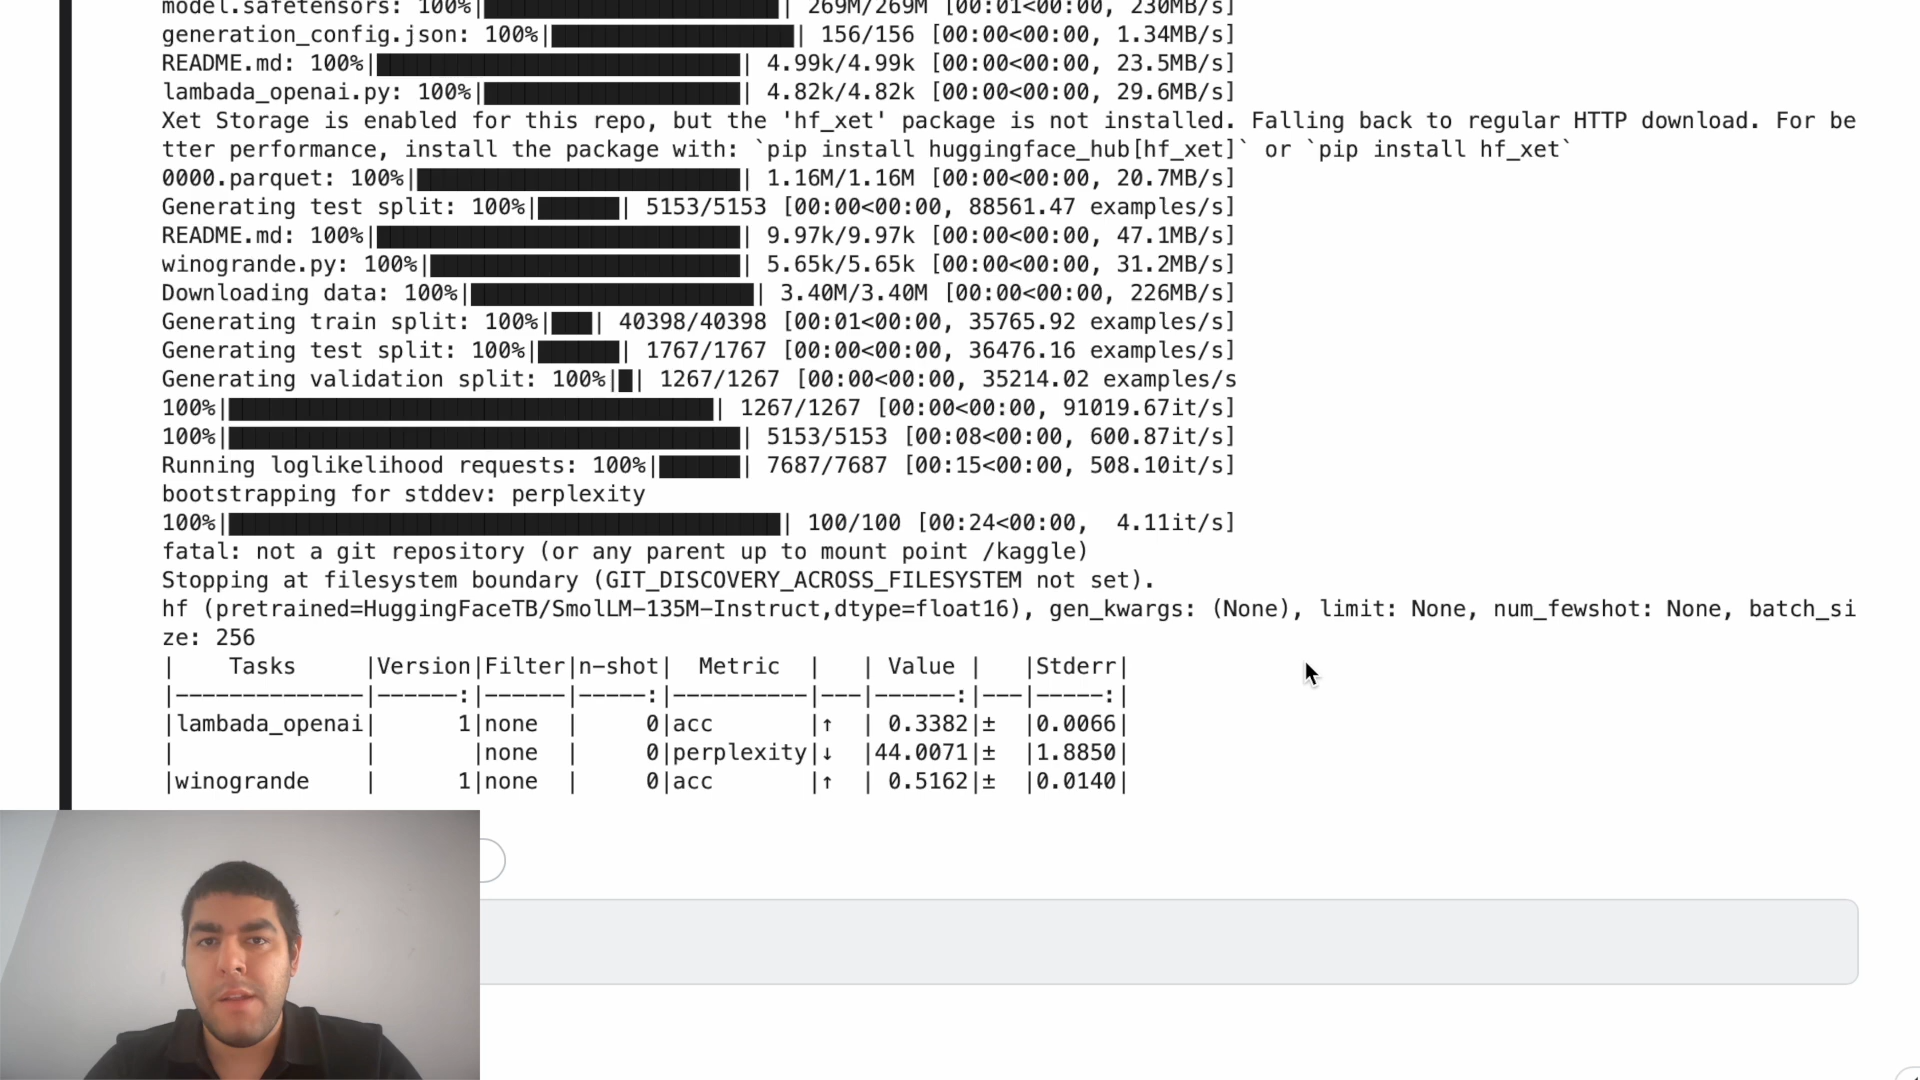 model.safetensors: 100%|██████████████████████| 269M/269M [00:01<00:00, 230MB/s]
generation_config.json: 100%|██████████████████| 156/156 [00:00<00:00, 1.34MB/s]
README.md: 100%|███████████████████████████| 4.99k/4.99k [00:00<00:00, 23.5MB/s]
lambada_openai.py: 100%|███████████████████| 4.82k/4.82k [00:00<00:00, 29.6MB/s]
Xet Storage is enabled for this repo, but the 'hf_xet' package is not installed. Falling back to regular HTTP download. For be
tter performance, install the package with: `pip install huggingface_hub[hf_xet]` or `pip install hf_xet`
0000.parquet: 100%|████████████████████████| 1.16M/1.16M [00:00<00:00, 20.7MB/s]
Generating test split: 100%|██████| 5153/5153 [00:00<00:00, 88561.47 examples/s]
README.md: 100%|███████████████████████████| 9.97k/9.97k [00:00<00:00, 47.1MB/s]
winogrande.py: 100%|███████████████████████| 5.65k/5.65k [00:00<00:00, 31.2MB/s]
Downloading data: 100%|█████████████████████| 3.40M/3.40M [00:00<00:00, 226MB/s]
Generating train split: 100%|███| 40398/40398 [00:01<00:00, 35765.92 examples/s]
Generating test split: 100%|██████| 1767/1767 [00:00<00:00, 36476.16 examples/s]
Generating validation split: 100%|█| 1267/1267 [00:00<00:00, 35214.02 examples/s
100%|████████████████████████████████████| 1267/1267 [00:00<00:00, 91019.67it/s]
100%|██████████████████████████████████████| 5153/5153 [00:08<00:00, 600.87it/s]
Running loglikelihood requests: 100%|██████| 7687/7687 [00:15<00:00, 508.10it/s]
bootstrapping for stddev: perplexity
100%|█████████████████████████████████████████| 100/100 [00:24<00:00,  4.11it/s]
fatal: not a git repository (or any parent up to mount point /kaggle)
Stopping at filesystem boundary (GIT_DISCOVERY_ACROSS_FILESYSTEM not set).
hf (pretrained=HuggingFaceTB/SmolLM-135M-Instruct,dtype=float16), gen_kwargs: (None), limit: None, num_fewshot: None, batch_si
ze: 256
|    Tasks     |Version|Filter|n-shot|  Metric  |   | Value |   |Stderr|
|--------------|------:|------|-----:|----------|---|------:|---|-----:|
|lambada_openai|      1|none  |     0|acc       |↑  | 0.3382|±  |0.0066|
|              |       |none  |     0|perplexity|↓  |44.0071|±  |1.8850|
|winogrande    |      1|none  |     0|acc       |↑  | 0.5162|±  |0.0140|